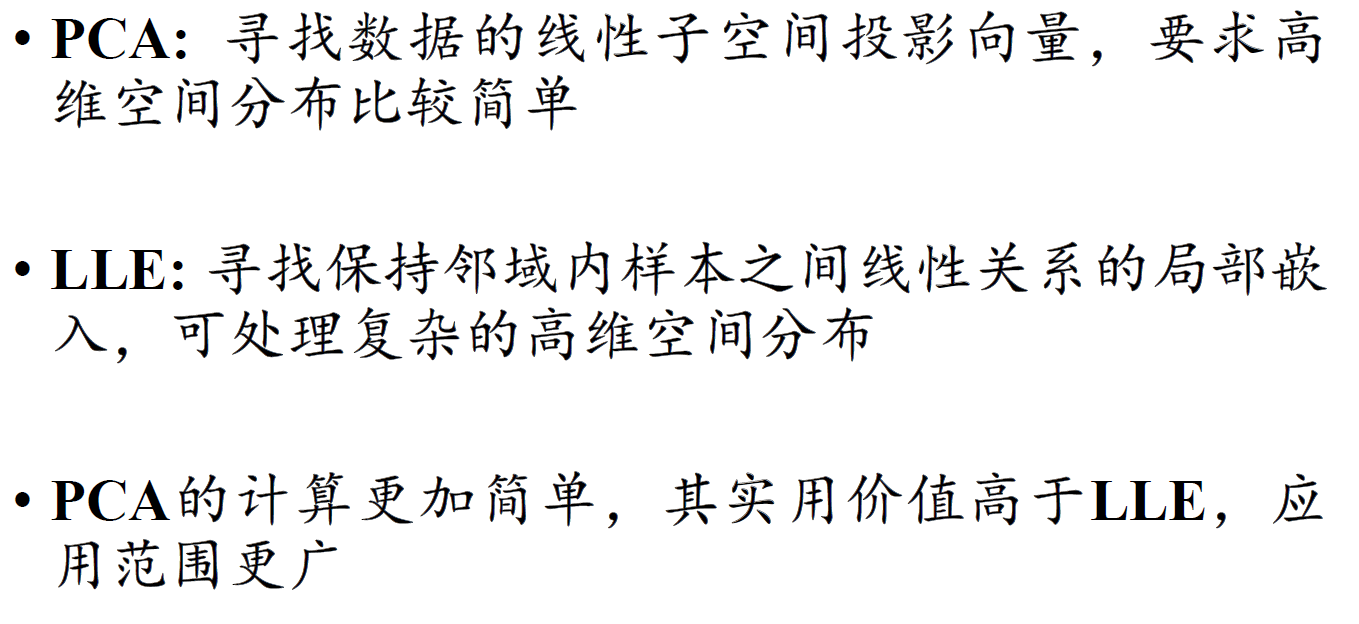 • PCA: 寻找数据的线性子空间投影向量，要求高
维空间分布比较简单
• LLE: 寻找保持邻域内样本之间线性关系的局部嵌
入，可处理复杂的高维空间分布
• PCA的计算更加简单，其实用价值高于LLE，应
用范围更广